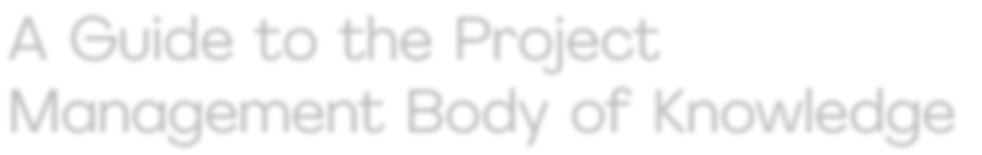 A Guide to the Project
Management Body of Knowledge